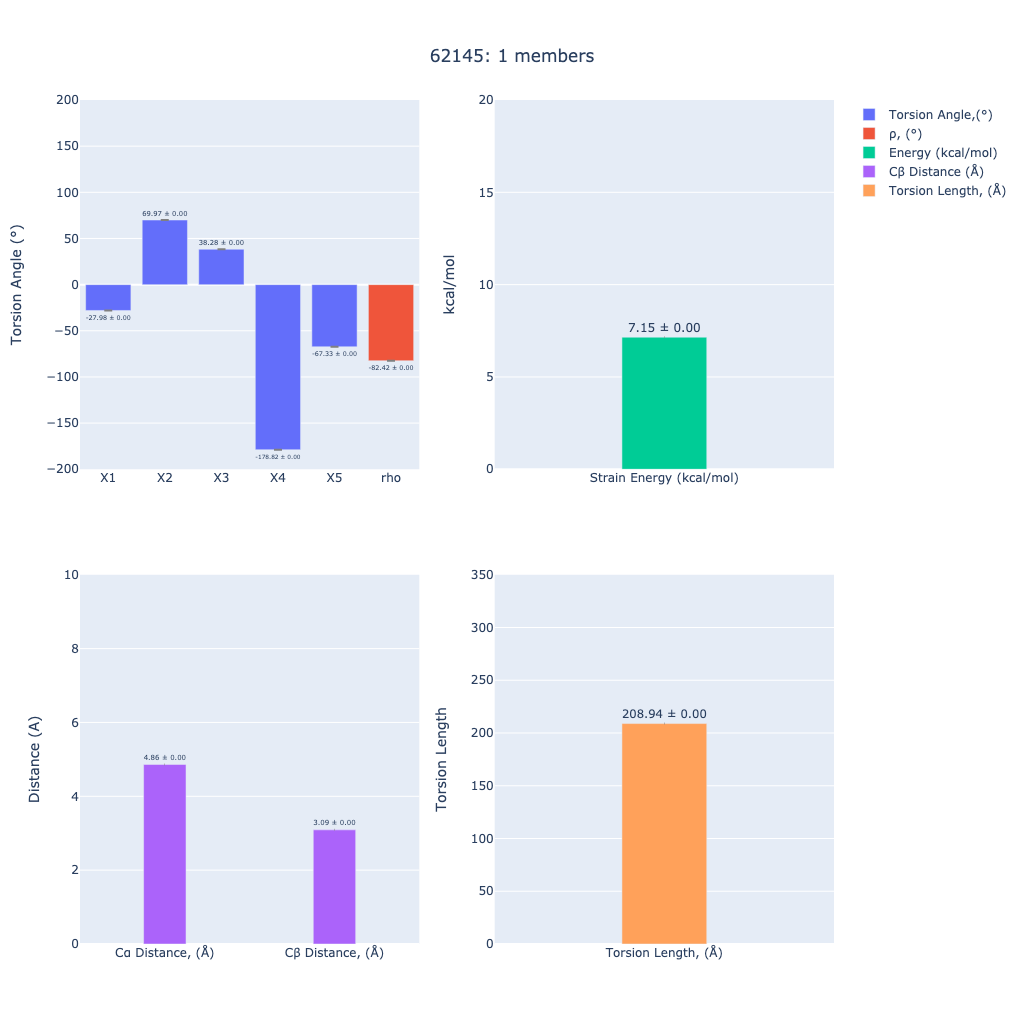 62145: 1 members
Torsion Angle (°)
200
150
100
50
0
−50
−100
−150
−200
-27.98 ± 0.00
69.97 ± 0.00
38.28 ± 0.00
-178.82 ± 0.00
-67.33 ± 0.00
-82.42 ± 0.00
X1 X2 X3 X4 X5 rho
kcal/mol
20
15
10
5
0
7.15 ± 0.00
Strain Energy (kcal/mol)
Torsion Angle,(°)
ρ, (°)
Energy (kcal/mol)
Cβ Distance (Å)
Torsion Length, (Å)
Distance (A)
10
8
6
4
2
0
4.86 ± 0.00
3.09 ± 0.00
Cα Distance, (Å) Cβ Distance, (Å)
Torsion Length
350
300
250
200
150
100
50
0
208.94 ± 0.00
Torsion Length, (Å)